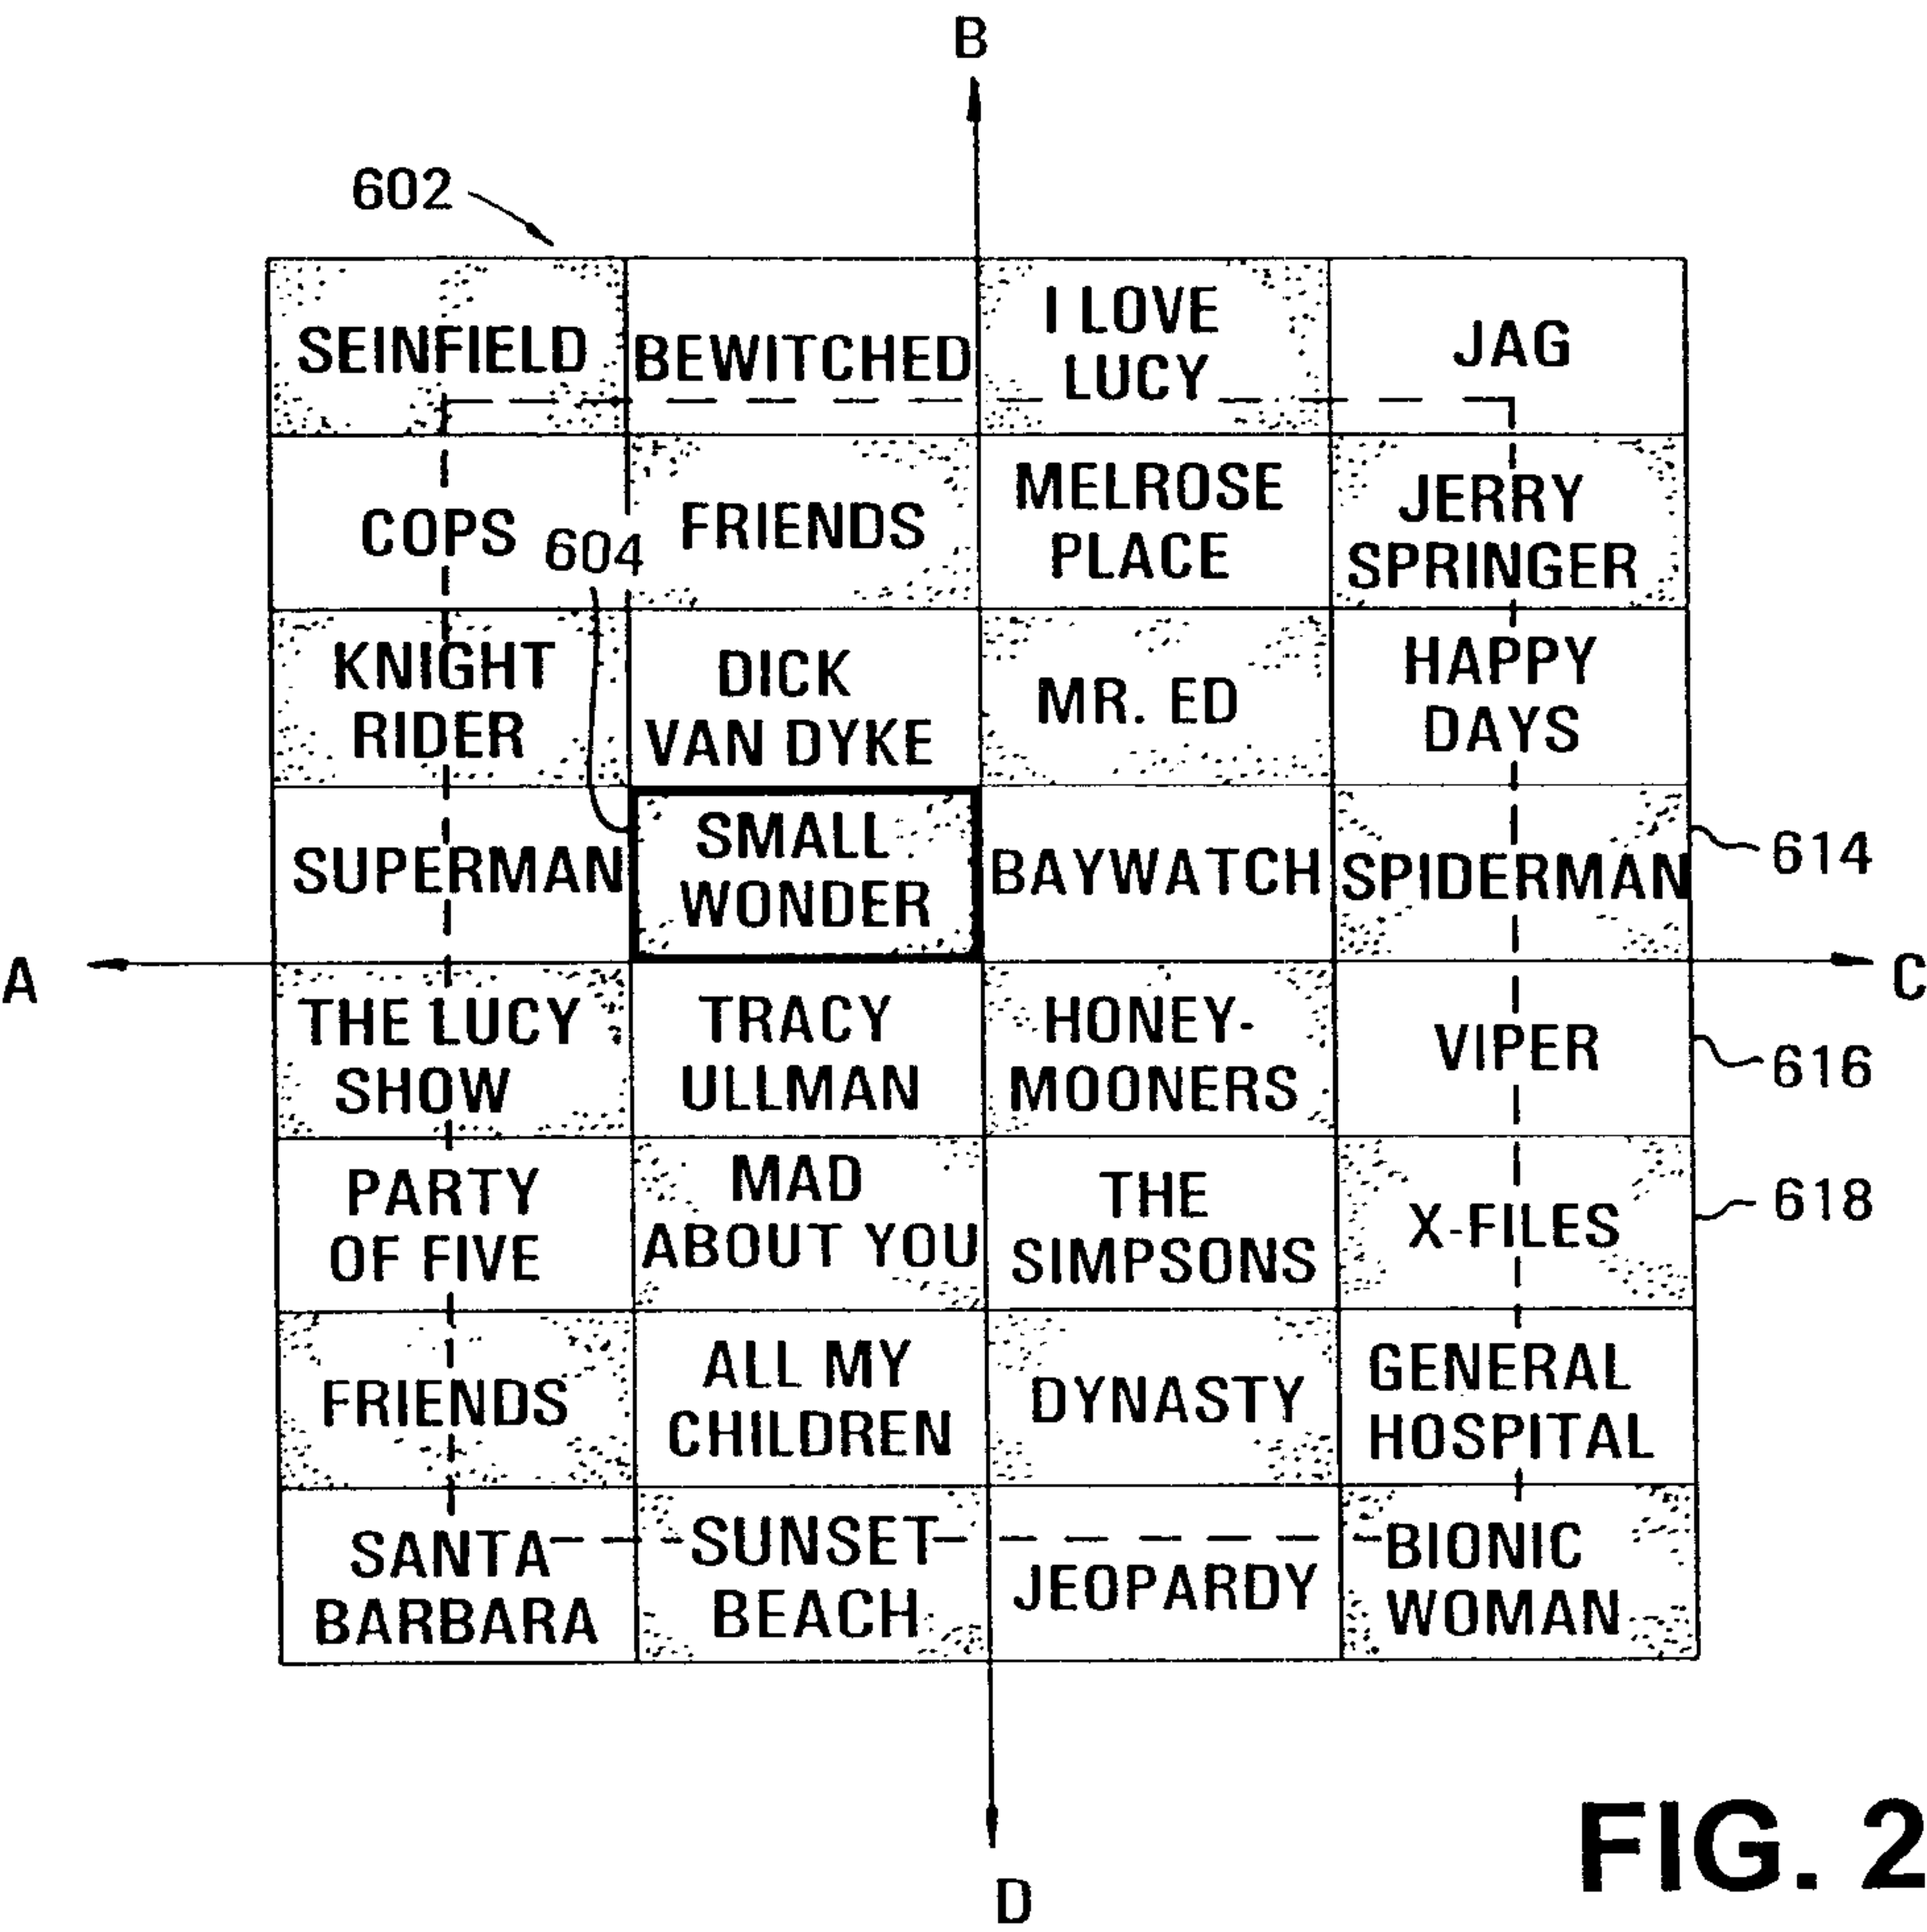 B
602
SEINFIELD
BEWITCHED
I LOVE
LUCY
JAG
COPS
604
FRIENDS
MELROSE
PLACE
JERRY
SPRINGER
KNIGHT
RIDER
DICK
VAN DYKE
MR. ED
HAPPY
DAYS
SUPERMAN
SMALL
WONDER
BAYWATCH
SPIDERMAN
614
A
C
THE LUCY
SHOW
TRACY
ULLMAN
HONEY-
MOONERS
VIPER
616
PARTY
OF FIVE
MAD
ABOUT YOU
THE
SIMPSONS
X-FILES
618
FRIENDS
ALL MY
CHILDREN
DYNASTY
GENERAL
HOSPITAL
SANTA
BARBARA
SUNSET
BEACH
JEOPARDY
BIONIC
WOMAN
D
FIG. 2